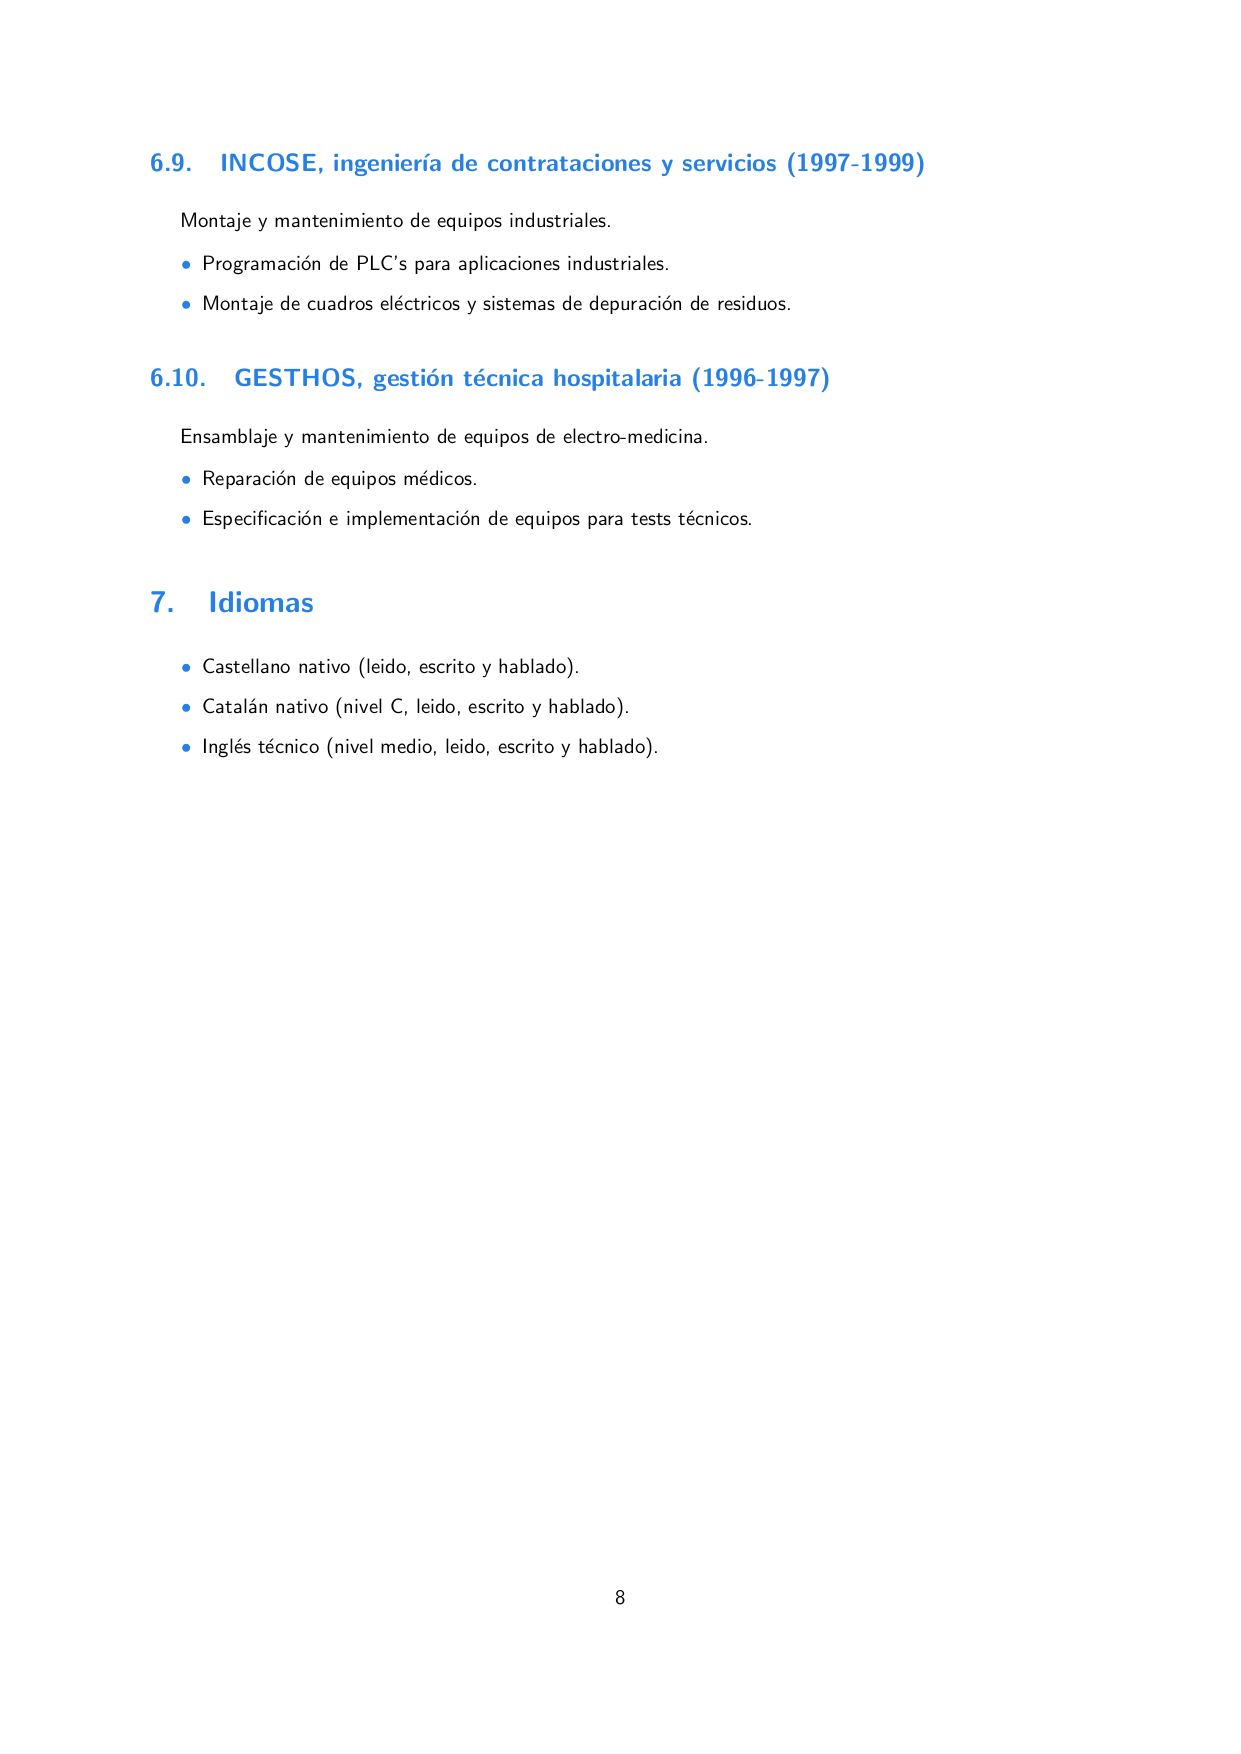 6.9. INCOSE, ingeniería de contrataciones y servicios (1997-1999)
Montaje y mantenimiento de equipos industriales.
• Programación de PLC's para aplicaciones industriales.
• Montaje de cuadros eléctricos y sistemas de depuración de residuos.
6.10. GESTHOS, gestión técnica hospitalaria (1996-1997)
Ensamblaje y mantenimiento de equipos de electro-medicina.
• Reparación de equipos médicos.
• Especificación e implementación de equipos para tests técnicos.
7. Idiomas
• Castellano nativo (leido, escrito y hablado).
• Catalán nativo (nivel C, leido, escrito y hablado).
• Inglés técnico (nivel medio, leido, escrito y hablado).
8